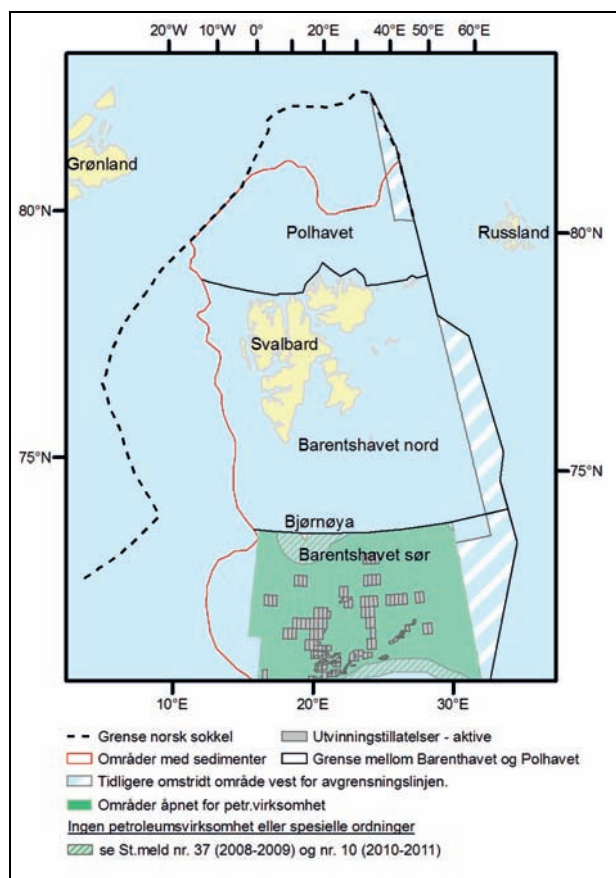 20°W 10°W 0° 20°E 40°E 50°E 60°E
Grønland
80°N
80°N
Russland
Polhavet
Svalbard
75°N
75°N
Barentshavet nord
Bjørnøya
Barentshavet sør
10°E 20°E 30°E
Grense norsk sokkel
Utvinningstillatelser - aktive
Områder med sedimenter
Grense mellom Barenthavet og Polhavet
Tidligere omstridt område vest for avgrensningslinjen.
Områder åpnet for petr.virksomhet
Ingen petroleumsvirksomhet eller spesielle ordninger
se St.meld nr. 37 (2008-2009) og nr. 10 (2010-2011)